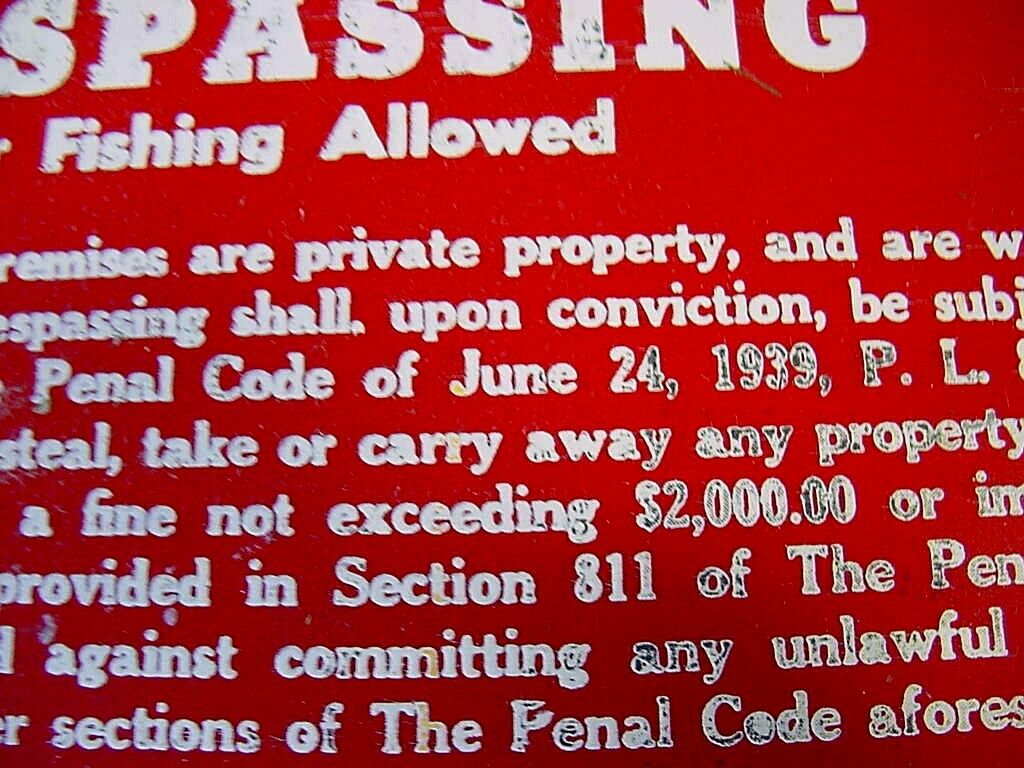 SPASSING
r Fishing Allowed
remises are private property, and are w
espassing shall. upon conviction, be subj
Penal Code of June 24, 1939, P. L. 8
steal, take or carry away any property
a fine not exceeding $2,000.00 or im
provided in Section 811 of The Pen
l against committing any unlawful
er sections of The Penal Code afores